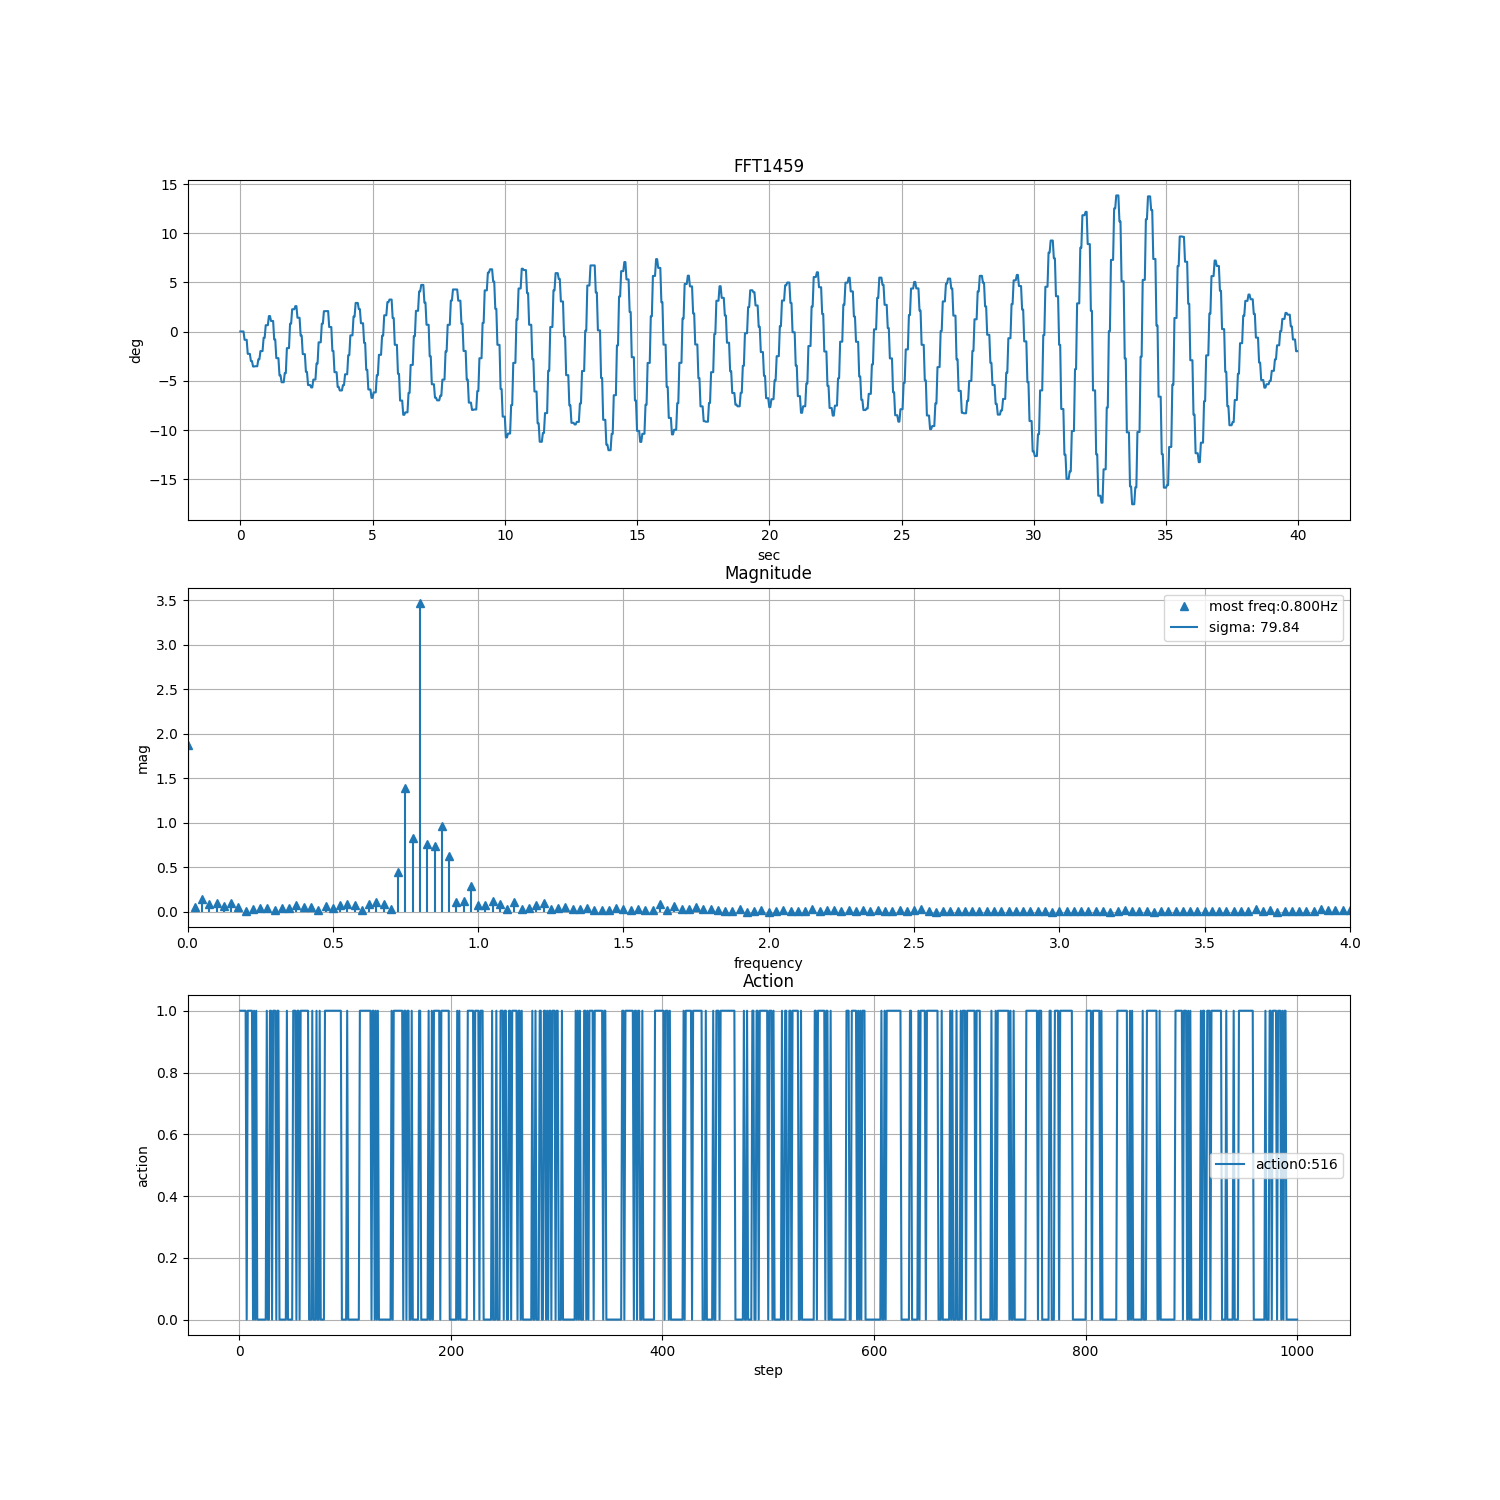 FFT1459
15
10
5
0
−5
−10
−15
deg
0 5 10 15 20 25 30 35 40
sec
Magnitude
3.5
3.0
2.5
2.0
1.5
1.0
0.5
0.0
mag
most freq:0.800Hz
sigma: 79.84
0.0 0.5 1.0 1.5 2.0 2.5 3.0 3.5 4.0
frequency
Action
1.0
0.8
0.6
0.4
0.2
0.0
action
action0:516
0 200 400 600 800 1000
step